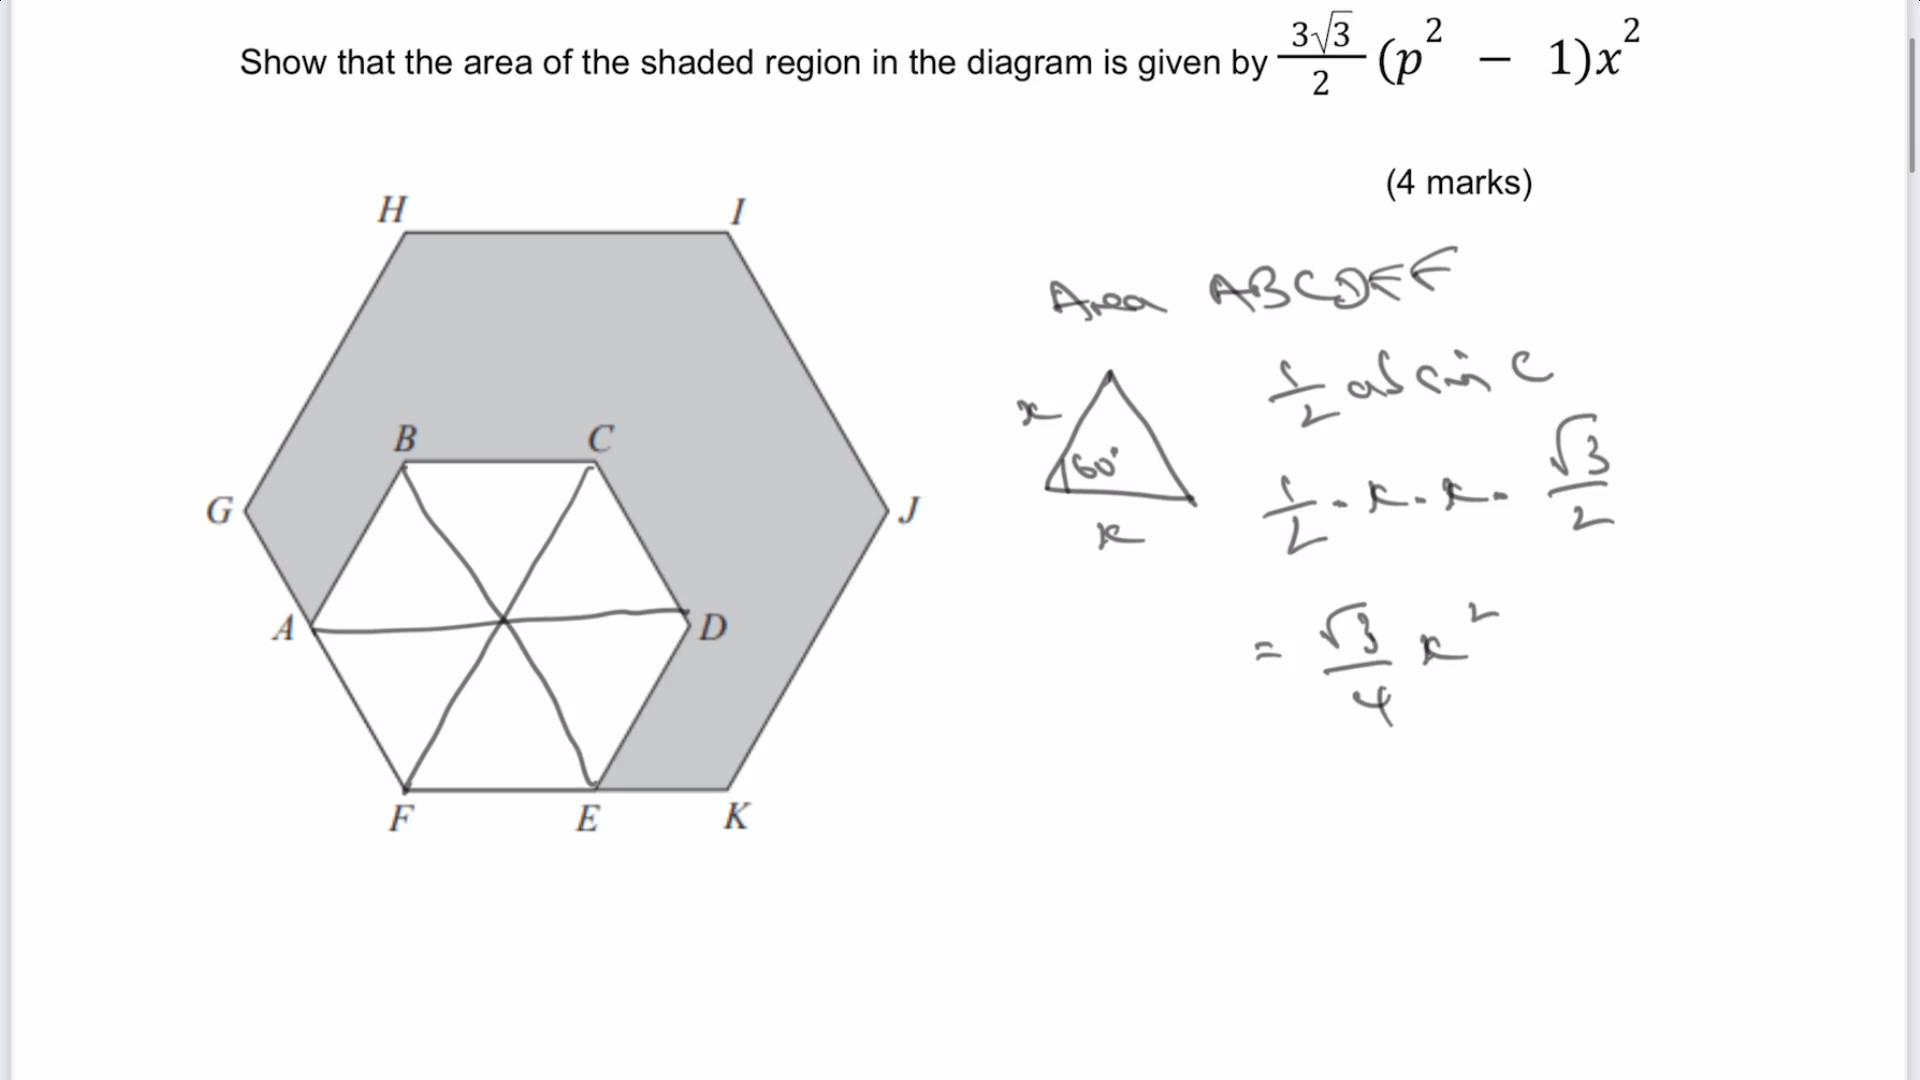 Show that the area of the shaded region in the diagram is given by 3√3/2 (p² − 1)x²
(4 marks)
H I
Area ABCDEF
1/2 ab sin C
x
B C
60°
G J
1/2 · x · x · √3/2
x
A D
= √3/4 x²
F E K